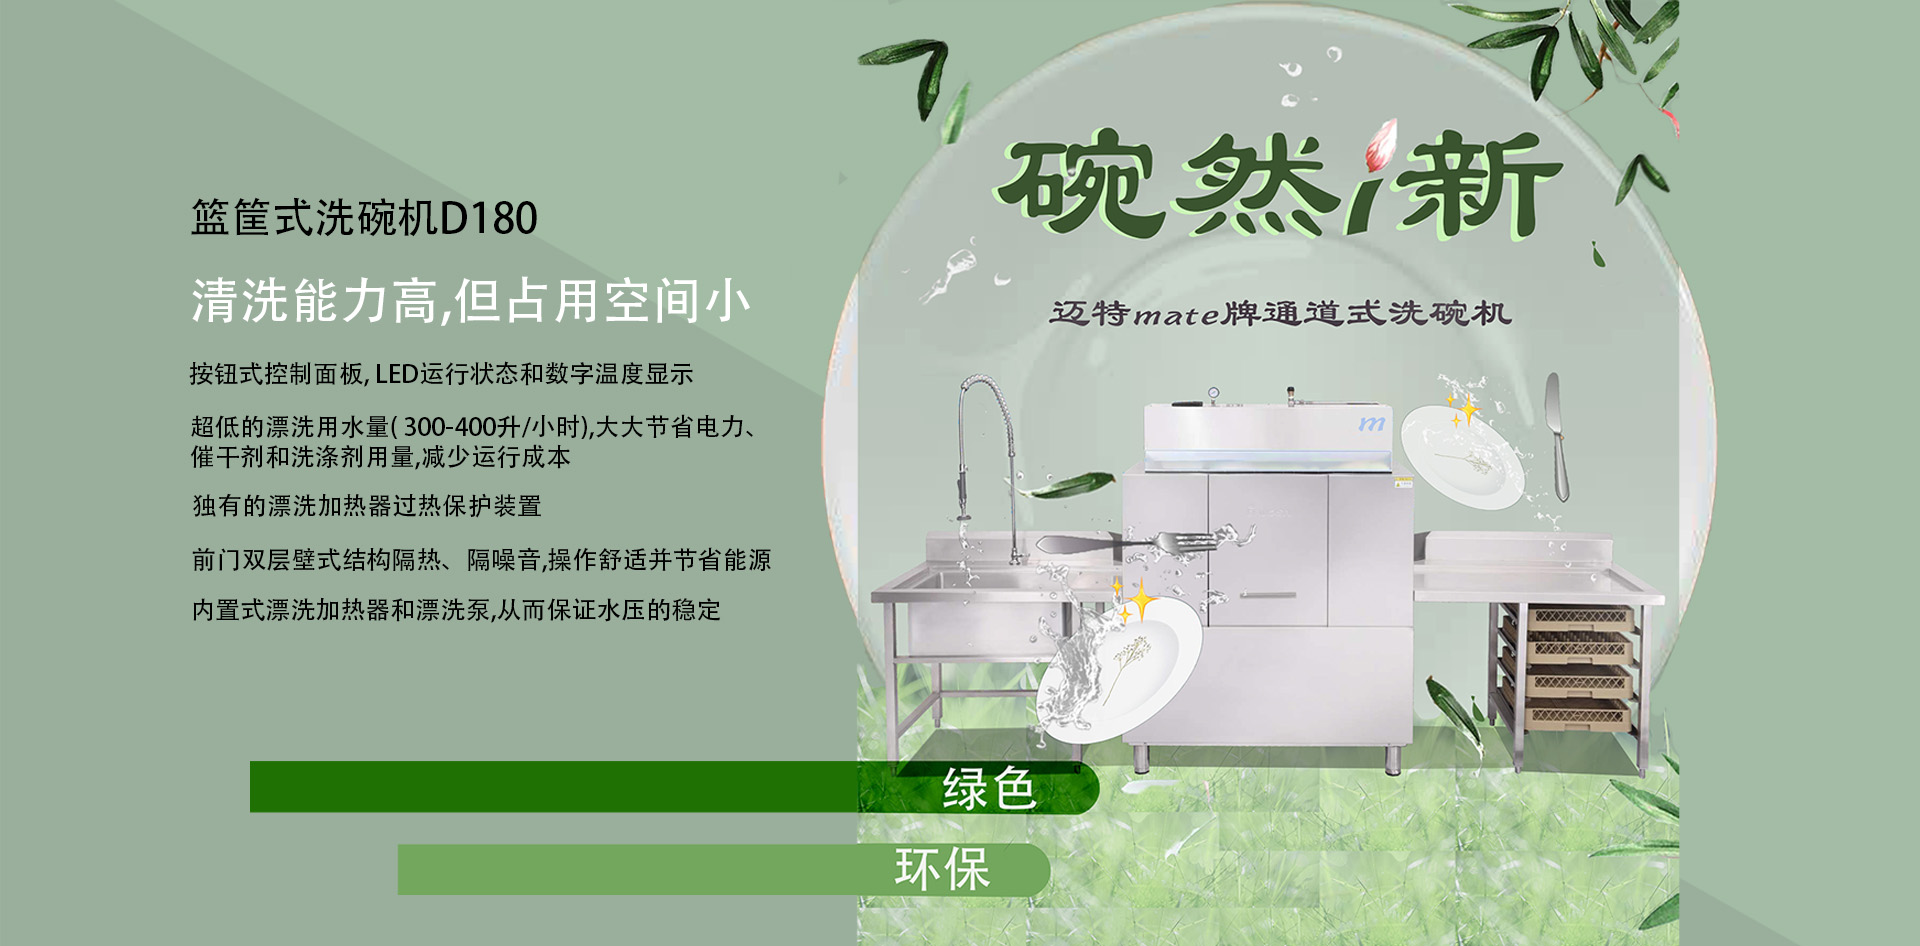 篮筐式洗碗机D180
清洗能力高,但占用空间小
按钮式控制面板, LED运行状态和数字温度显示
超低的漂洗用水量( 300-400升/小时),大大节省电力、
催干剂和洗涤剂用量,减少运行成本
独有的漂洗加热器过热保护装置
前门双层壁式结构隔热、隔噪音,操作舒适并节省能源
内置式漂洗加热器和漂洗泵,从而保证水压的稳定
碗然i新
迈特mate牌通道式洗碗机
m
绿色
环保